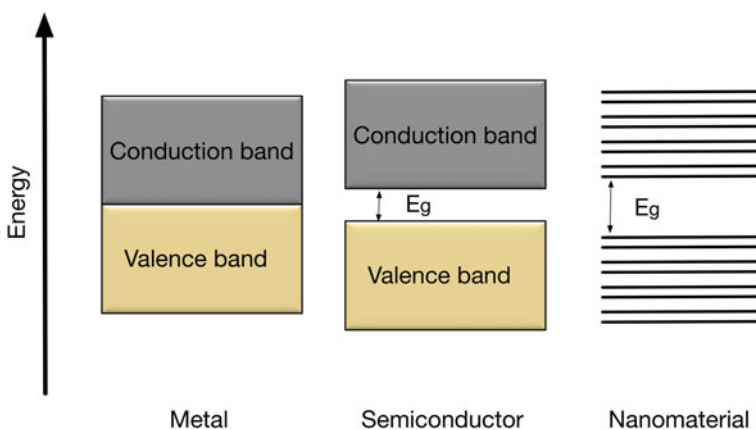 Energy
Conduction band
Valence band
Metal
Conduction band
Eg
Valence band
Semiconductor
Eg
Nanomaterial